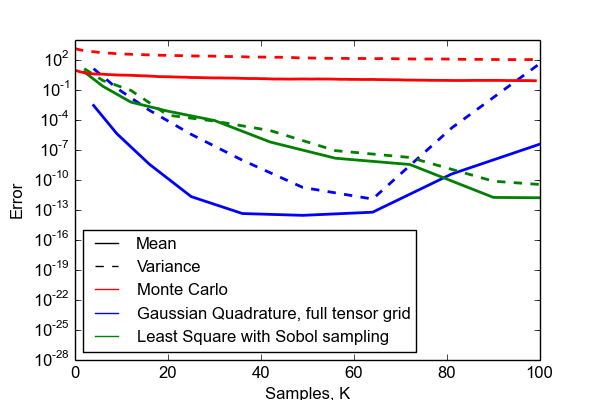 10^2
10^-1
10^-4
10^-7
10^-10
10^-13
10^-16
10^-19
10^-22
10^-25
10^-28
Error
Mean
Variance
Monte Carlo
Gaussian Quadrature, full tensor grid
Least Square with Sobol sampling
0 20 40 60 80 100
Samples, K